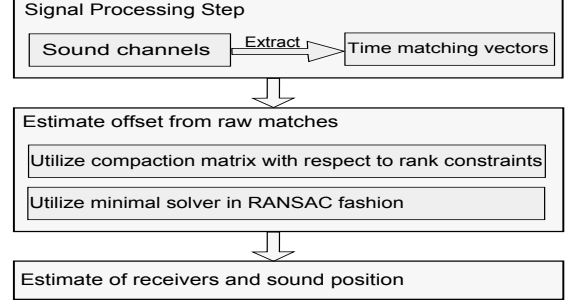 Signal Processing Step
Sound channels
Extract
Time matching vectors
Estimate offset from raw matches
Utilize compaction matrix with respect to rank constraints
Utilize minimal solver in RANSAC fashion
Estimate of receivers and sound position